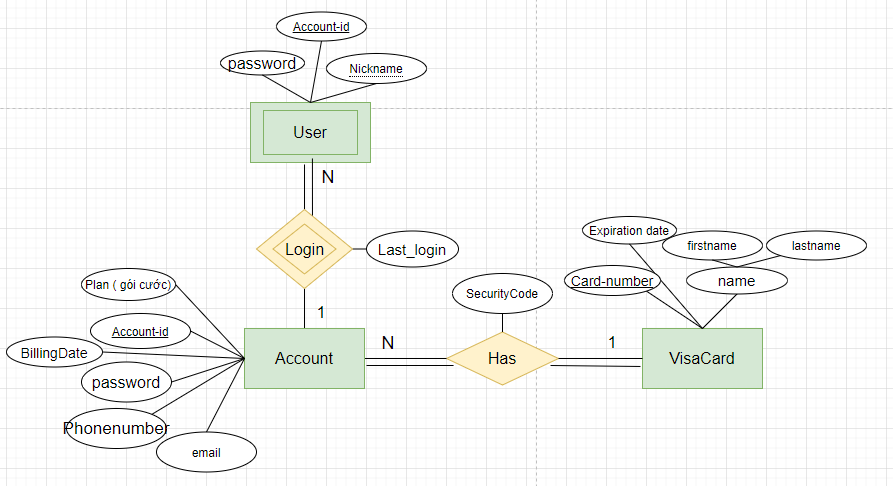 Account-id
password
Nickname
User
N
Login
Last_login
1
Expiration date
firstname
lastname
Card-number
name
Plan ( gói cước)
SecurityCode
Account-id
BillingDate
Account
N
Has
1
VisaCard
password
Phonenumber
email